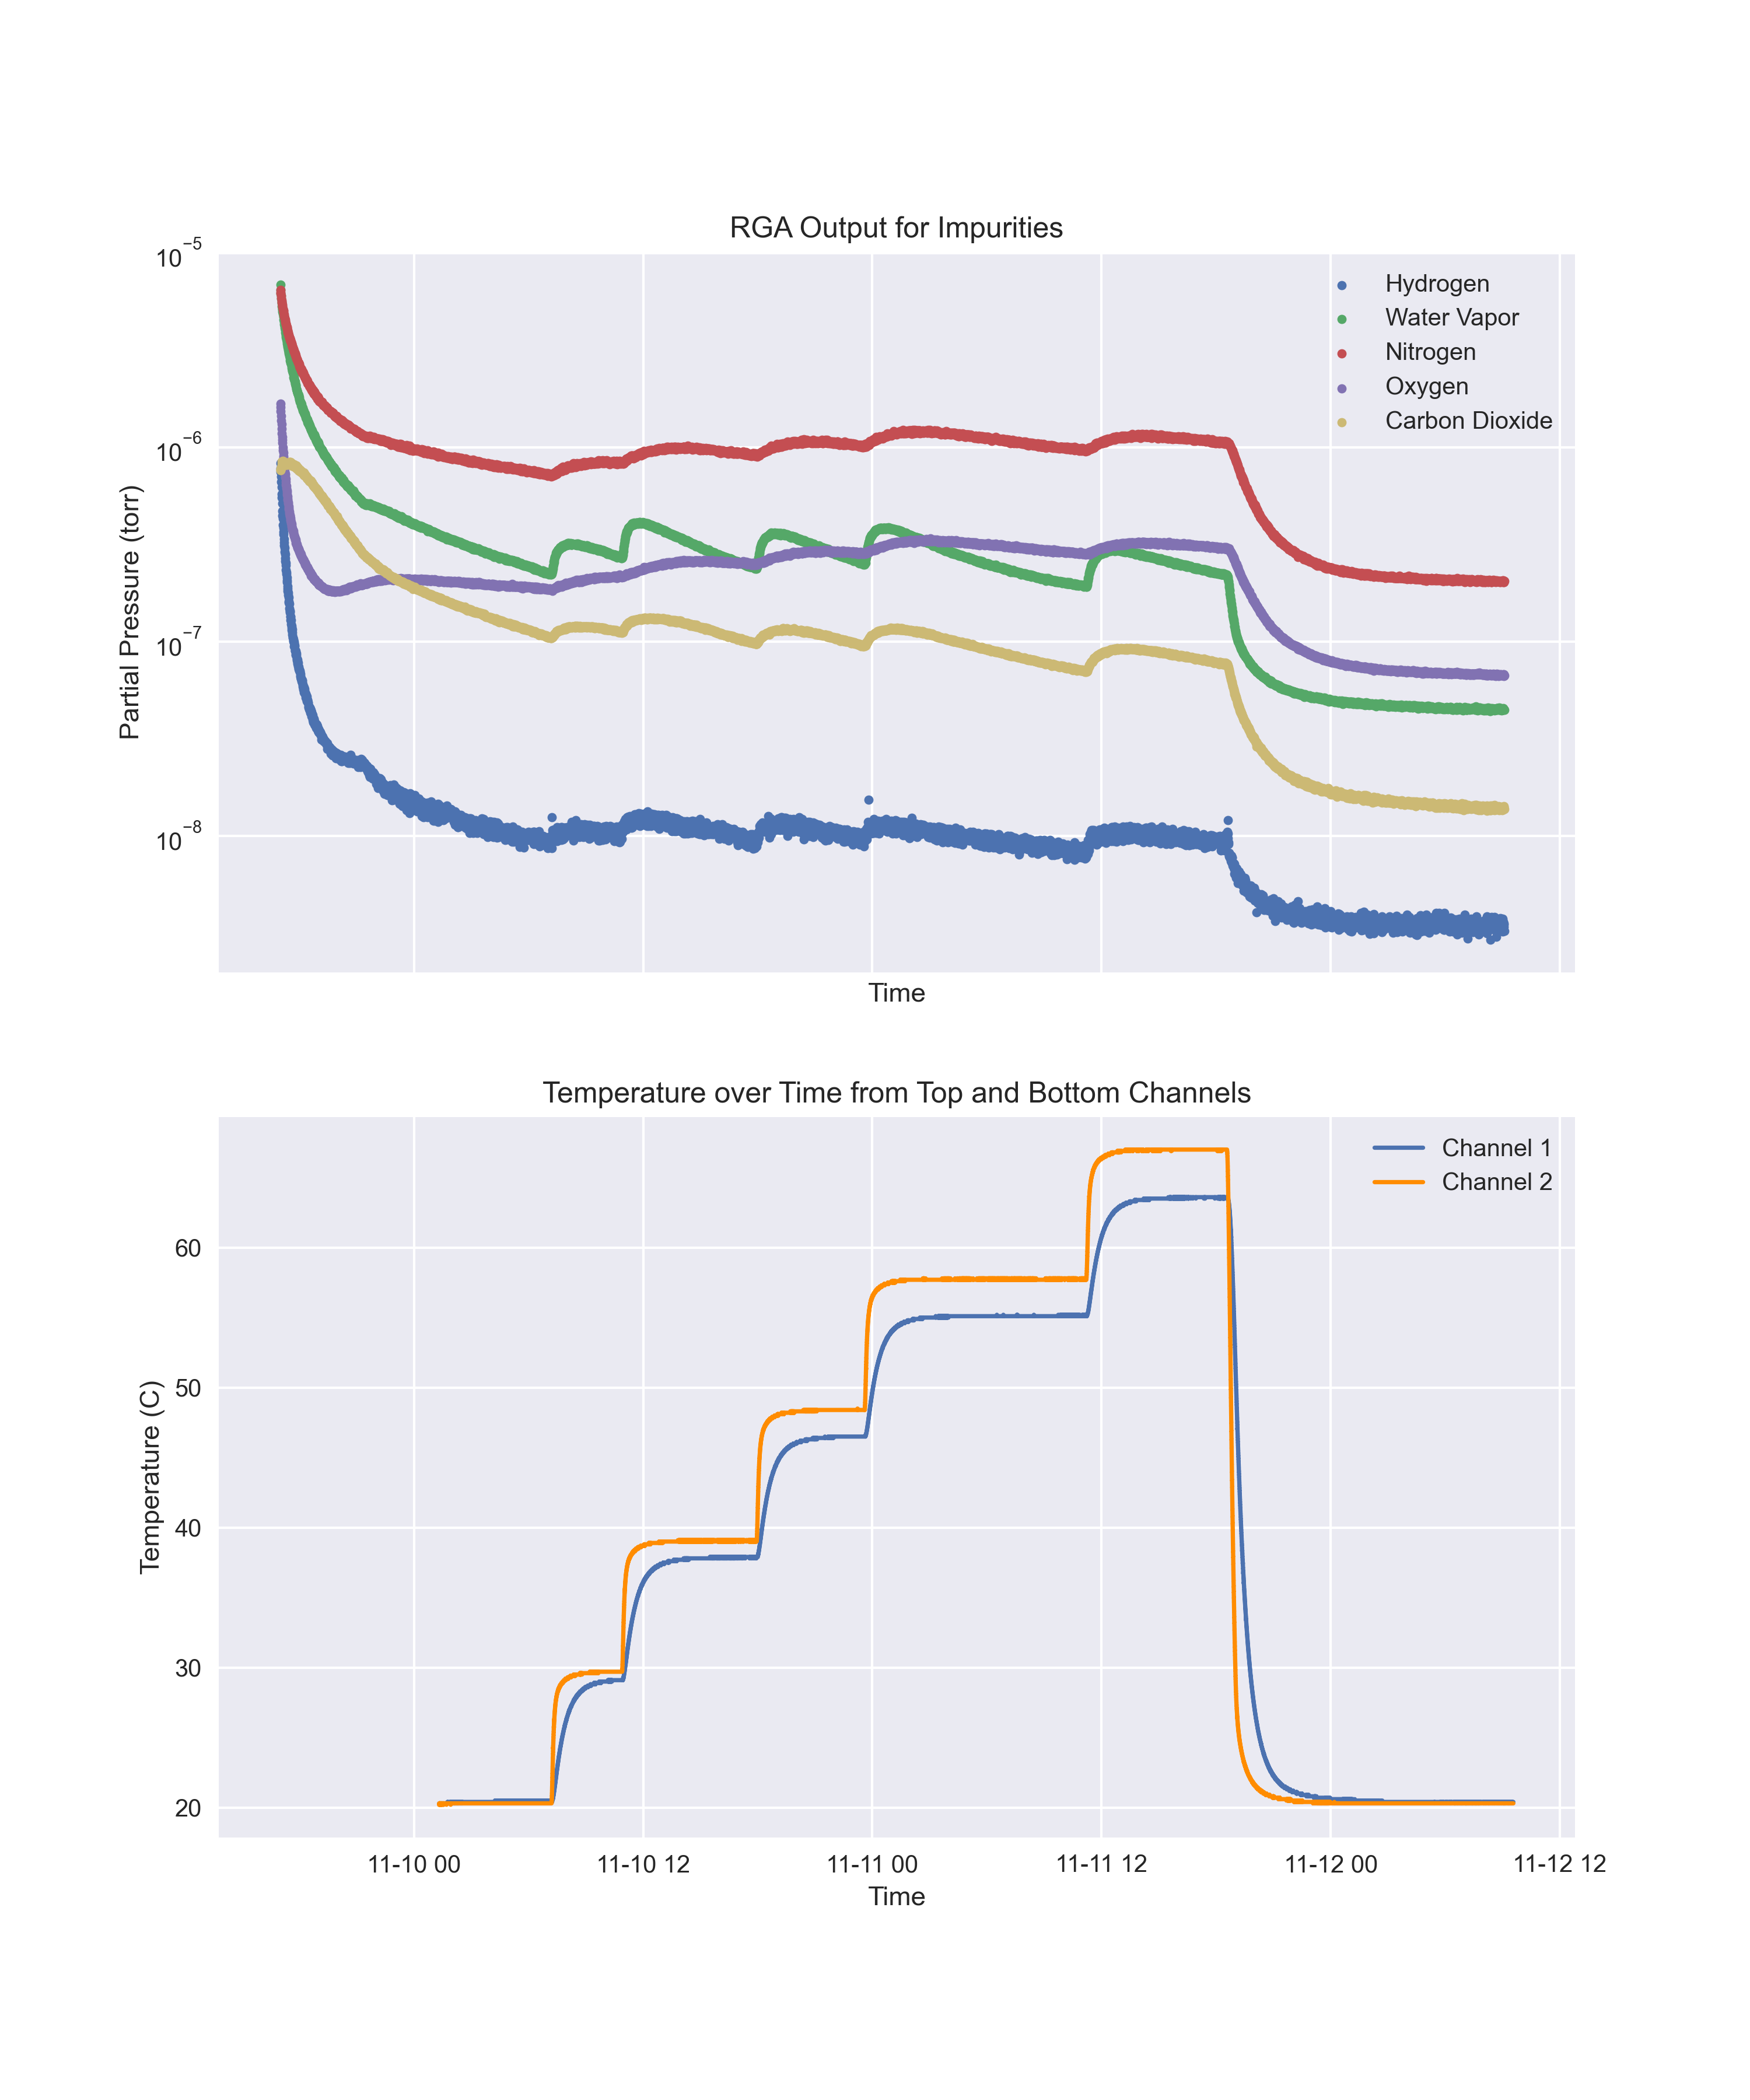 RGA Output for Impurities
10⁻⁵
10⁻⁶
10⁻⁷
10⁻⁸
Partial Pressure (torr)
Hydrogen
Water Vapor
Nitrogen
Oxygen
Carbon Dioxide
Time
Temperature over Time from Top and Bottom Channels
60
50
40
30
20
Temperature (C)
Channel 1
Channel 2
11-10 00 11-10 12 11-11 00 11-11 12 11-12 00 11-12 12
Time